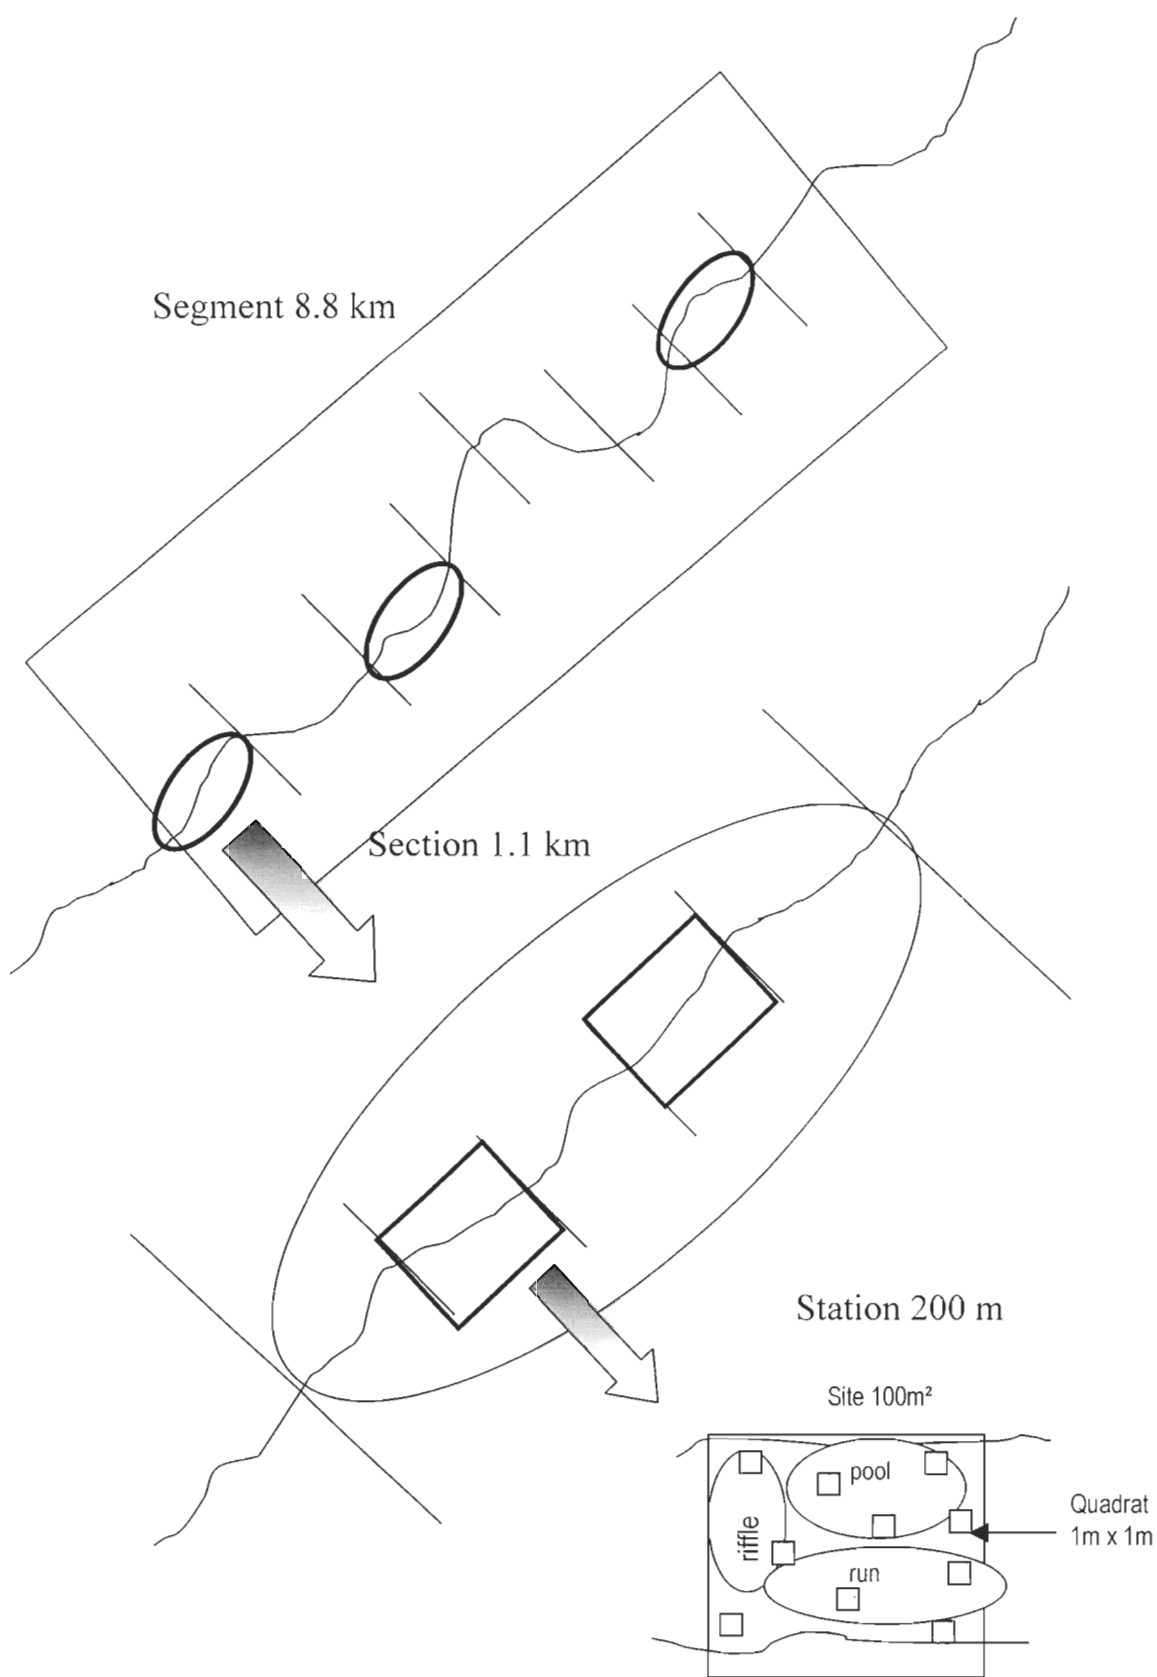 Segment 8.8 km
Section 1.1 km
Station 200 m
Site 100m²
pool
riffle
run
Quadrat
1m x 1m